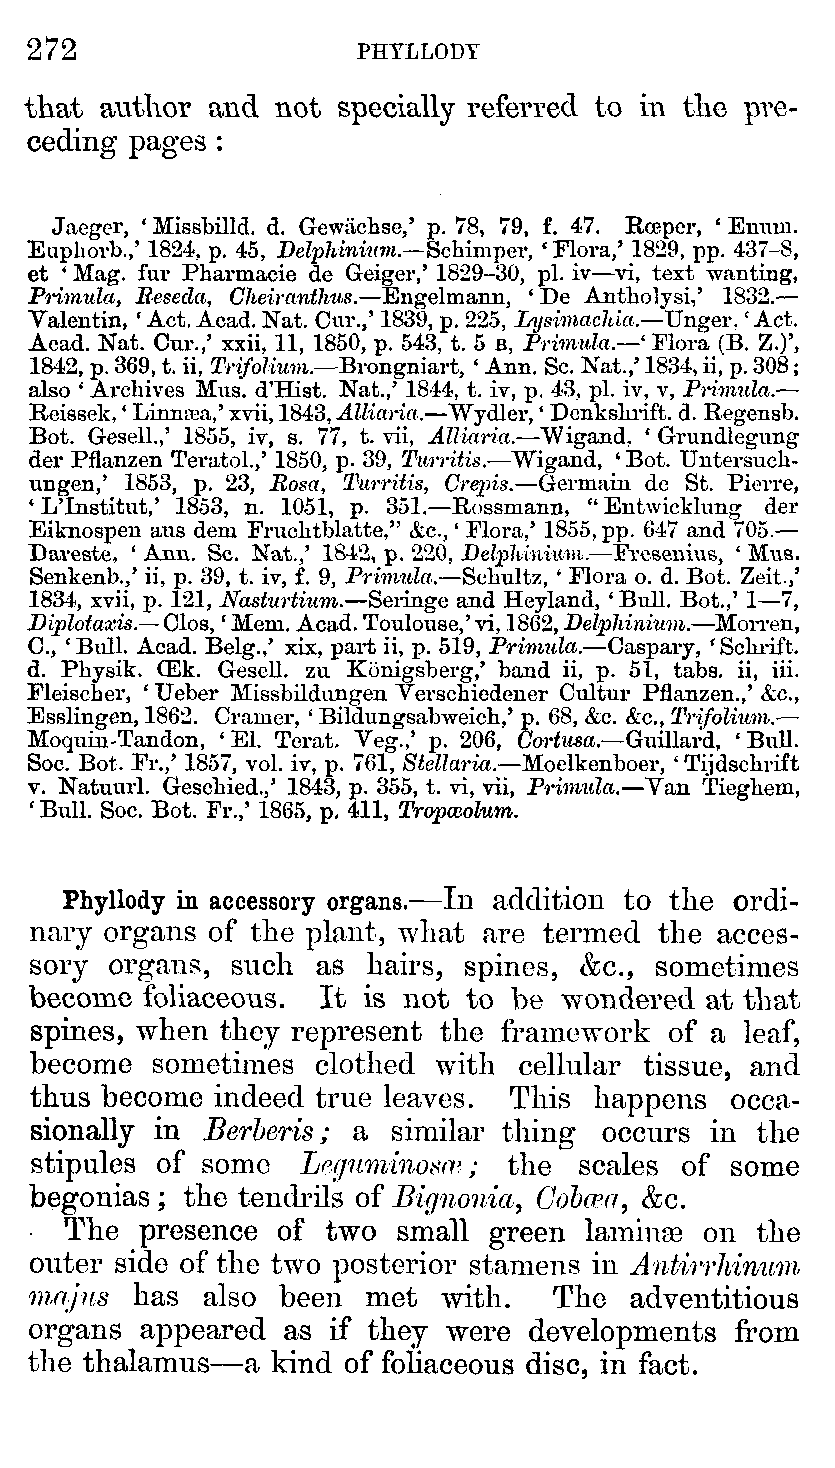 272 PHYLLODY
that author and not specially referred to in the pre-
ceding pages :
Jaeger, ‘Missbilld. d. Gewächse,’ p. 78, 79, f. 47. Rœper, ‘Enum.
Euphorb.,’ 1824, p. 45, Delphinium.—Schimper, ‘Flora,’ 1829, pp. 437–8,
et ‘Mag. fur Pharmacie de Geiger,’ 1829–30, pl. iv—vi, text wanting,
Primula, Reseda, Cheiranthus.—Engelmann, ‘De Antholysi,’ 1832.—
Valentin, ‘Act. Acad. Nat. Cur.,’ 1839, p. 225, Lysimachia.—Unger, ‘Act.
Acad. Nat. Cur.,’ xxii, 11, 1850, p. 543, t. 5 B, Primula.—‘Flora (B. Z.)’,
1842, p. 369, t. ii, Trifolium.—Brongniart, ‘Ann. Sc. Nat.,’ 1834, ii, p. 308;
also ‘Archives Mus. d’Hist. Nat.,’ 1844, t. iv, p. 43, pl. iv, v, Primula.—
Reissek, ‘Linnæa,’ xvii, 1843, Alliaria.—Wydler, ‘Denkshrift. d. Regensb.
Bot. Gesell.,’ 1855, iv, s. 77, t. vii, Alliaria.—Wigand, ‘Grundlegung
der Pflanzen Teratol.,’ 1850, p. 39, Turritis.—Wigand, ‘Bot. Untersuch-
ungen,’ 1853, p. 23, Rosa, Turritis, Crepis.—Germain de St. Pierre,
‘L’Institut,’ 1853, n. 1051, p. 351.—Rossmann, “Entwicklung der
Eiknospen aus dem Fruchtblatte,” &c., ‘Flora,’ 1855, pp. 647 and 705.—
Dareste, ‘Ann. Sc. Nat.,’ 1842, p. 220, Delphinium.—Fresenius, ‘Mus.
Senkenb.,’ ii, p. 39, t. iv, f. 9, Primula.—Schultz, ‘Flora o. d. Bot. Zeit.,’
1834, xvii, p. 121, Nasturtium.—Seringe and Heyland, ‘Bull. Bot.,’ 1—7,
Diplotaxis.—Clos, ‘Mem. Acad. Toulouse,’ vi, 1862, Delphinium.—Morren,
C., ‘Bull. Acad. Belg.,’ xix, part ii, p. 519, Primula.—Caspary, ‘Schrift.
d. Physik. Œk. Gesell. zu Königsberg,’ band ii, p. 51, tabs. ii, iii.
Fleischer, ‘Ueber Missbildungen Verschiedener Cultur Pflanzen.,’ &c.,
Esslingen, 1862. Cramer, ‘Bildungsabweich,’ p. 68, &c. &c., Trifolium.—
Moquin-Tandon, ‘El. Terat. Veg.,’ p. 206, Cortusa.—Guillard, ‘Bull.
Soc. Bot. Fr.,’ 1857, vol. iv, p. 761, Stellaria.—Moelkenboer, ‘Tijdschrift
v. Natuurl. Geschied.,’ 1843, p. 355, t. vi, vii, Primula.—Van Tieghem,
‘Bull. Soc. Bot. Fr.,’ 1865, p. 411, Tropœolum.
Phyllody in accessory organs.—In addition to the ordi-
nary organs of the plant, what are termed the acces-
sory organs, such as hairs, spines, &c., sometimes
become foliaceous. It is not to be wondered at that
spines, when they represent the framework of a leaf,
become sometimes clothed with cellular tissue, and
thus become indeed true leaves. This happens occa-
sionally in Berberis; a similar thing occurs in the
stipules of some Leguminosæ; the scales of some
begonias; the tendrils of Bignonia, Cobœa, &c.
The presence of two small green laminæ on the
outer side of the two posterior stamens in Antirrhinum
majus has also been met with. The adventitious
organs appeared as if they were developments from
the thalamus—a kind of foliaceous disc, in fact.